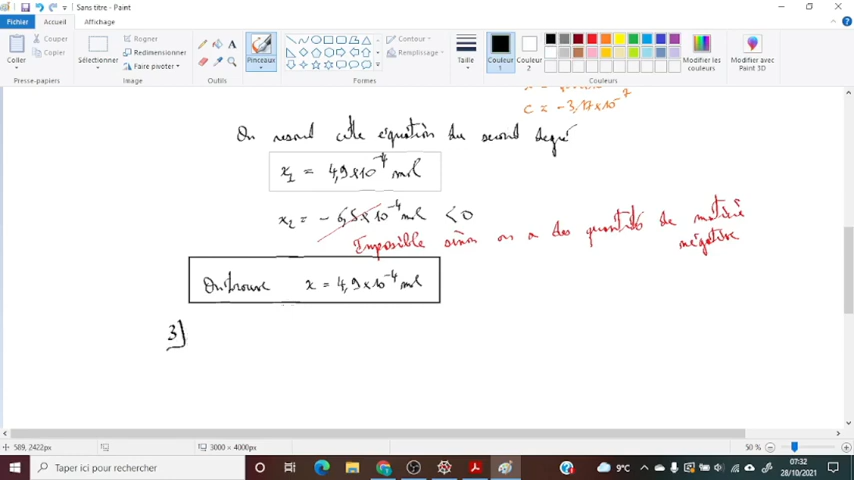 Sans titre - Paint
Fichier Accueil Affichage
Coller
Couper
Copier
Presse-papiers
Sélectionner
Rogner
Redimensionner
Faire pivoter
Image
Outils
Pinceaux
Contour
Remplissage
Formes
Taille
Couleur 1
Couleur 2
Modifier les couleurs
Couleurs
Modifier avec Paint 3D
c = -3,17x10⁻⁷
On resoud cette équation du second degré
x₁ = 4,9x10⁻⁴ mol
x₂ = -6,5x10⁻⁴ mol <0
Impossible sinon on a des quantités de matière
négative
On trouve x = 4,9x10⁻⁴ mol
3]
589, 2422px
3000 × 4000px
50 %
Taper ici pour rechercher
9°C
07:32
28/10/2021